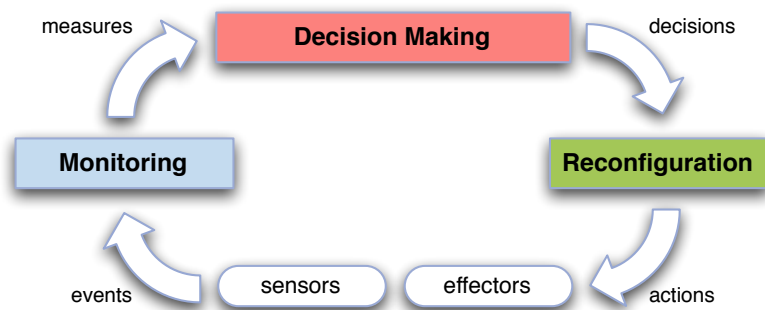 measures
Decision Making
decisions
Monitoring
Reconfiguration
events
sensors
effectors
actions